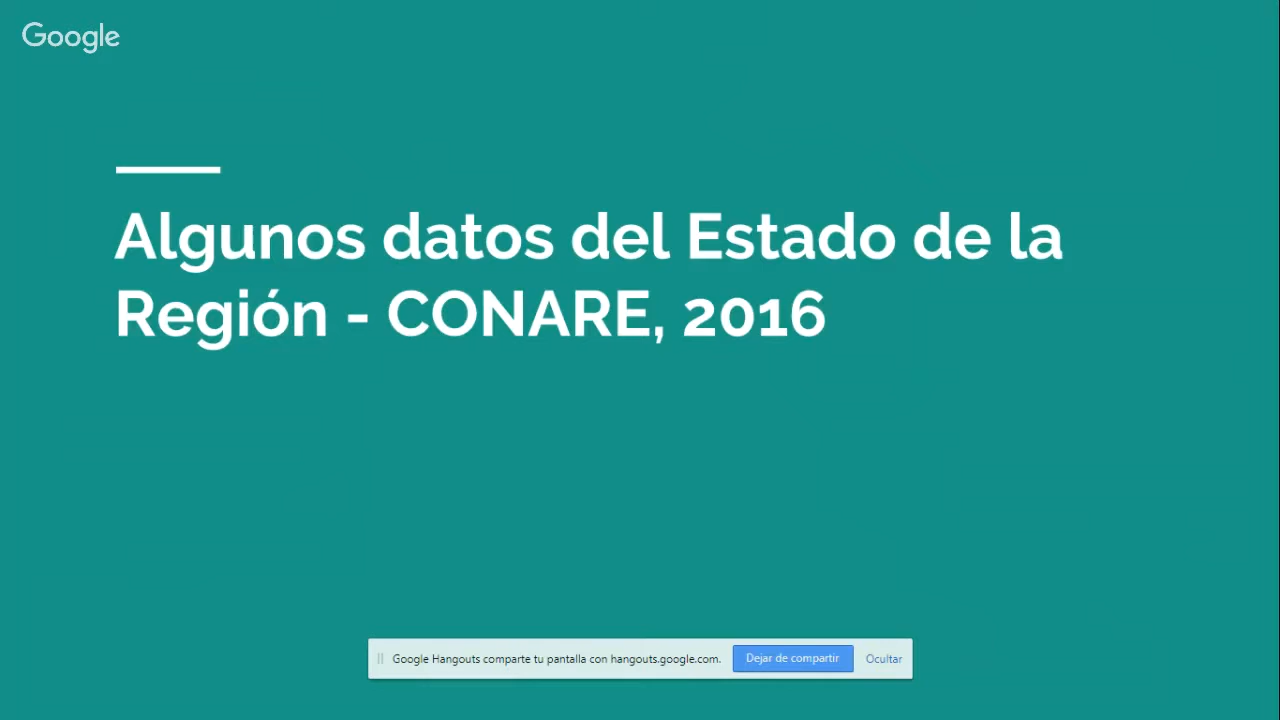 Google
Algunos datos del Estado de la
Región - CONARE, 2016
Google Hangouts comparte tu pantalla con hangouts.google.com. Dejar de compartir Ocultar